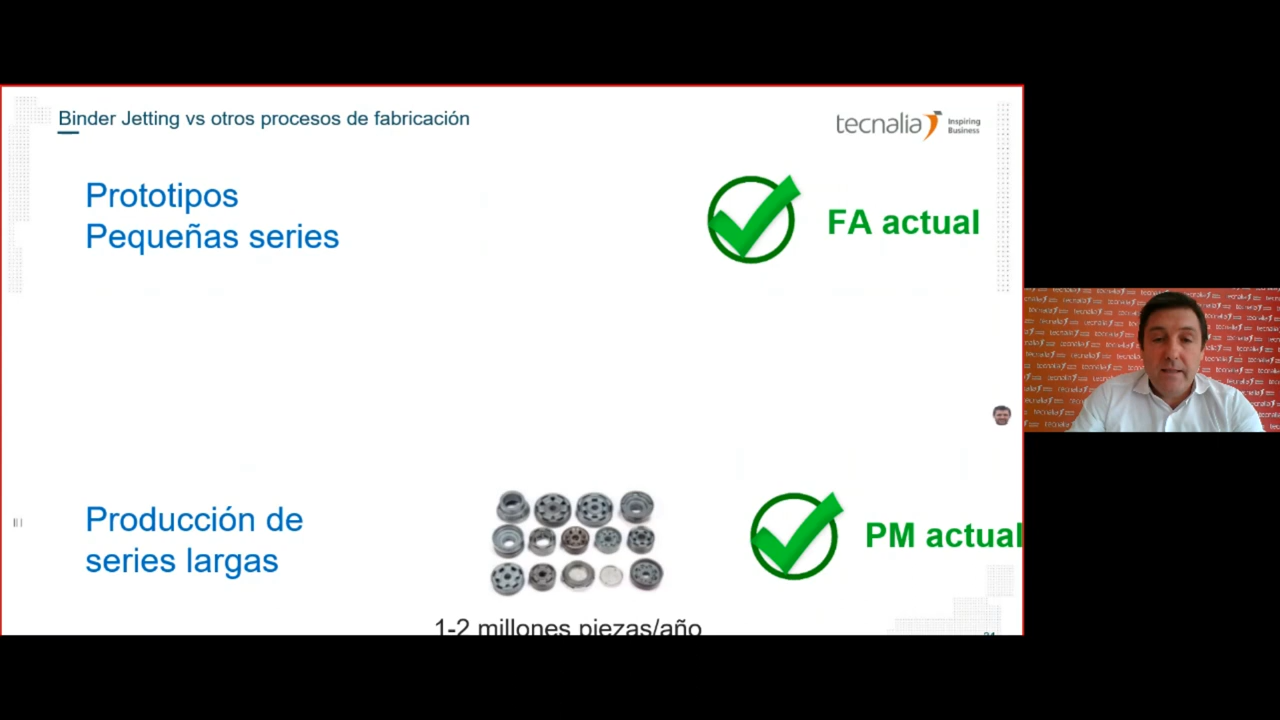 Binder Jetting vs otros procesos de fabricación
tecnalia Inspiring Business
Prototipos
Pequeñas series
FA actual
Producción de
series largas
PM actual
1-2 millones piezas/año